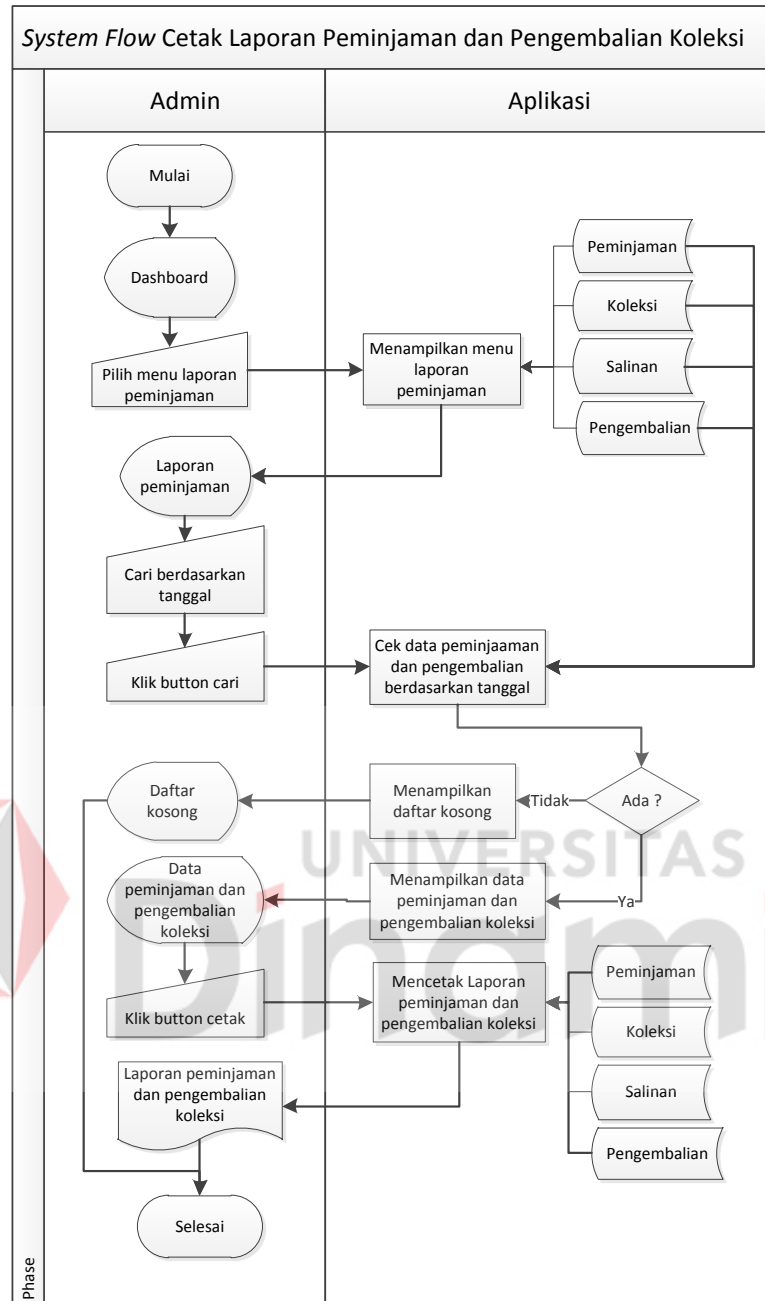 System Flow Cetak Laporan Peminjaman dan Pengembalian Koleksi
Admin
Aplikasi
Mulai
Dashboard
Pilih menu laporan
peminjaman
Menampilkan menu
laporan
peminjaman
Peminjaman
Koleksi
Salinan
Pengembalian
Laporan
peminjaman
Cari berdasarkan
tanggal
Klik button cari
Cek data peminjaaman
dan pengembalian
berdasarkan tanggal
Ada ?
Tidak
Menampilkan
daftar kosong
Daftar
kosong
Ya
Menampilkan data
peminjaman dan
pengembalian koleksi
Data
peminjaman dan
pengembalian
koleksi
Klik button cetak
Mencetak Laporan
peminjaman dan
pengembalian koleksi
Peminjaman
Koleksi
Salinan
Pengembalian
Laporan peminjaman
dan pengembalian
koleksi
Selesai
Phase
UNIVERSITAS
Dinami